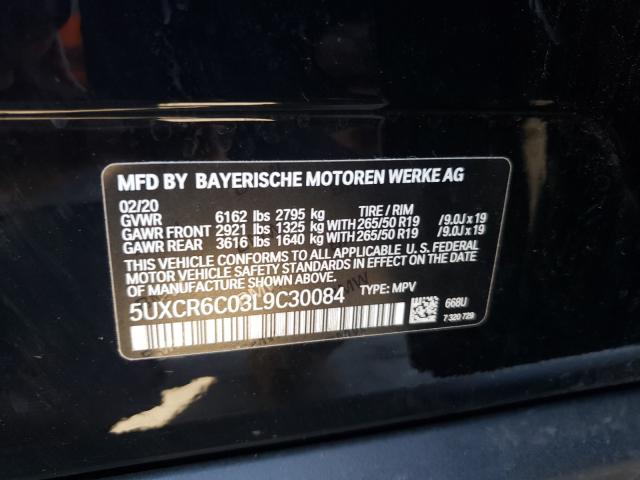 MFD BY BAYERISCHE MOTOREN WERKE AG
02/20
GVWR 6162 lbs 2795 kg TIRE / RIM
GAWR FRONT 2921 lbs 1325 kg WITH 265/50 R19 /9.0J x 19
GAWR REAR 3616 lbs 1640 kg WITH 265/50 R19 /9.0J x 19
THIS VEHICLE CONFORMS TO ALL APPLICABLE U. S. FEDERAL
MOTOR VEHICLE SAFETY STANDARDS IN EFFECT ON THE DATE OF
MANUFACTURE SHOWN ABOVE.
5UXCR6C03L9C30084 TYPE: MPV
668U
7 320 729